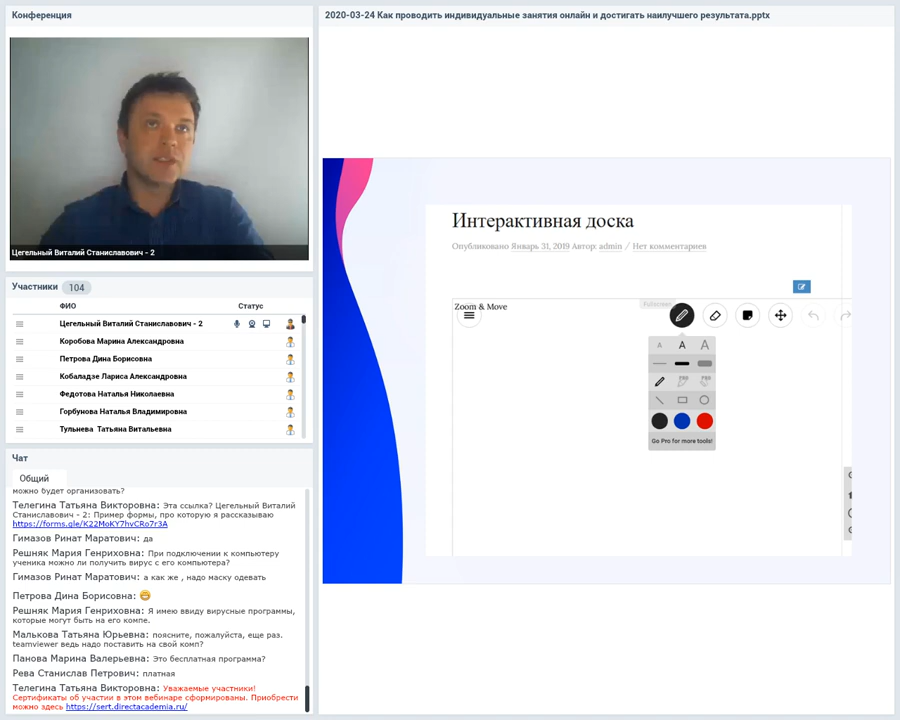 Конференция
Цегельный Виталий Станиславович - 2
Участники 104
ФИО Статус
Цегельный Виталий Станиславович - 2
Коробова Марина Александровна
Петрова Дина Борисовна
Кобаладзе Лариса Александровна
Федотова Наталья Николаевна
Горбунова Наталья Владимировна
Тульнева Татьяна Витальевна
Чат
Общий
можно будет организовать?
Телегина Татьяна Викторовна: Эта ссылка? Цегельный Виталий
Станиславович - 2: Пример формы, про которую я рассказываю
https://forms.gle/K22MoKY7hvCRo7r3A
Гимазов Ринат Маратович: да
Решняк Мария Генриховна: При подключении к компьютеру
ученика можно ли получить вирус с его компьютера?
Гимазов Ринат Маратович: а как же , надо маску одевать
Петрова Дина Борисовна:
Решняк Мария Генриховна: Я имею ввиду вирусные программы,
которые могут быть на его компе.
Малькова Татьяна Юрьевна: поясните, пожалуйста, еще раз.
teamviewer ведь надо поставить на свой комп?
Панова Марина Валерьевна: Это бесплатная программа?
Рева Станислав Петрович: платная
Телегина Татьяна Викторовна: Уважаемые участники!
Сертификаты об участии в этом вебинаре сформированы. Приобрести
можно здесь https://sert.directacademia.ru/
2020-03-24 Как проводить индивидуальные занятия онлайн и достигать наилучшего результата.pptx
Интерактивная доска
Опубликовано Январь 31, 2019 Автор: admin / Нет комментариев
Fullscreen
Zoom & Move
A A A
PRO PRO
Go Pro for more tools!